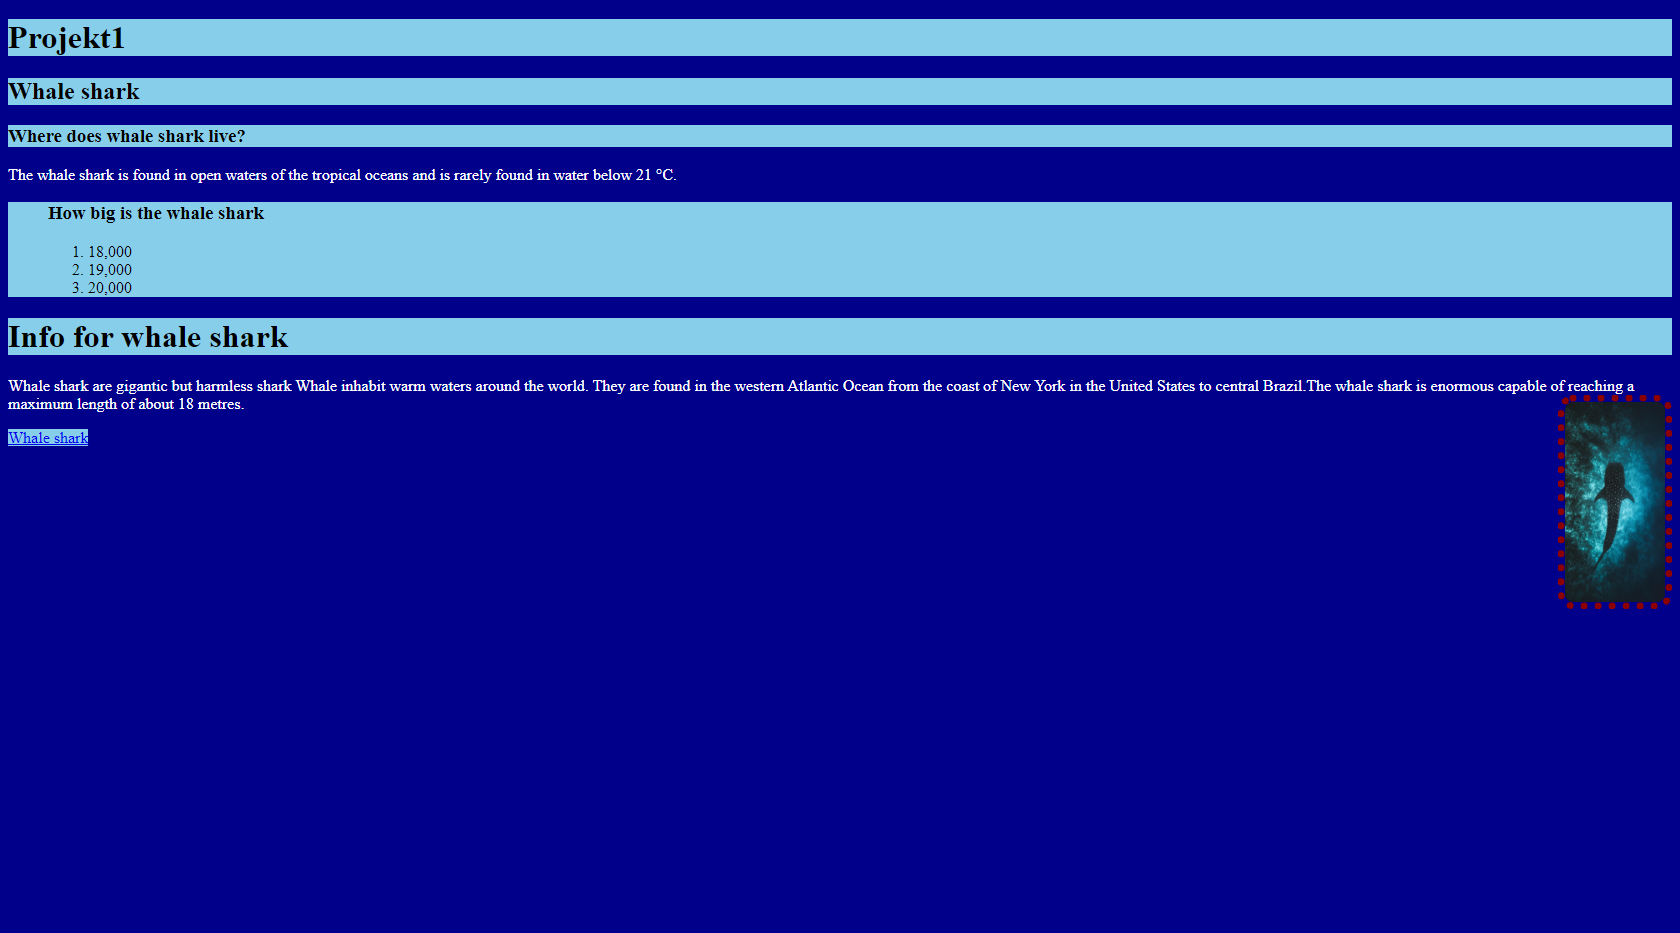 Projekt1
Whale shark
Where does whale shark live?
The whale shark is found in open waters of the tropical oceans and is rarely found in water below 21 °C.
How big is the whale shark
1. 18,000
2. 19,000
3. 20,000
Info for whale shark
Whale shark are gigantic but harmless shark Whale inhabit warm waters around the world. They are found in the western Atlantic Ocean from the coast of New York in the United States to central Brazil.The whale shark is enormous capable of reaching a
maximum length of about 18 metres.
Whale shark